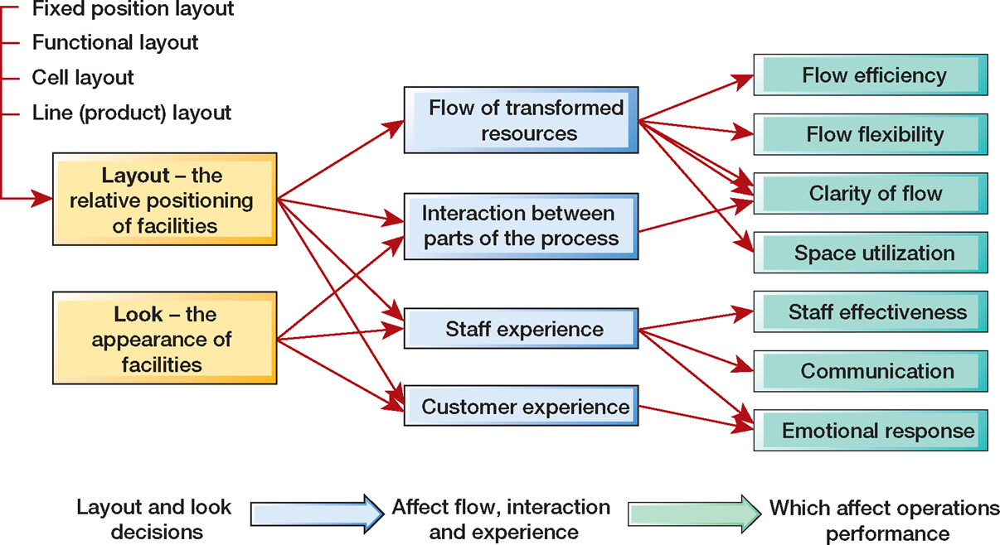 Fixed position layout
Functional layout
Cell layout
Line (product) layout
Layout – the
relative positioning
of facilities
Look – the
appearance of
facilities
Flow of transformed
resources
Interaction between
parts of the process
Staff experience
Customer experience
Flow efficiency
Flow flexibility
Clarity of flow
Space utilization
Staff effectiveness
Communication
Emotional response
Layout and look
decisions
Affect flow, interaction
and experience
Which affect operations
performance